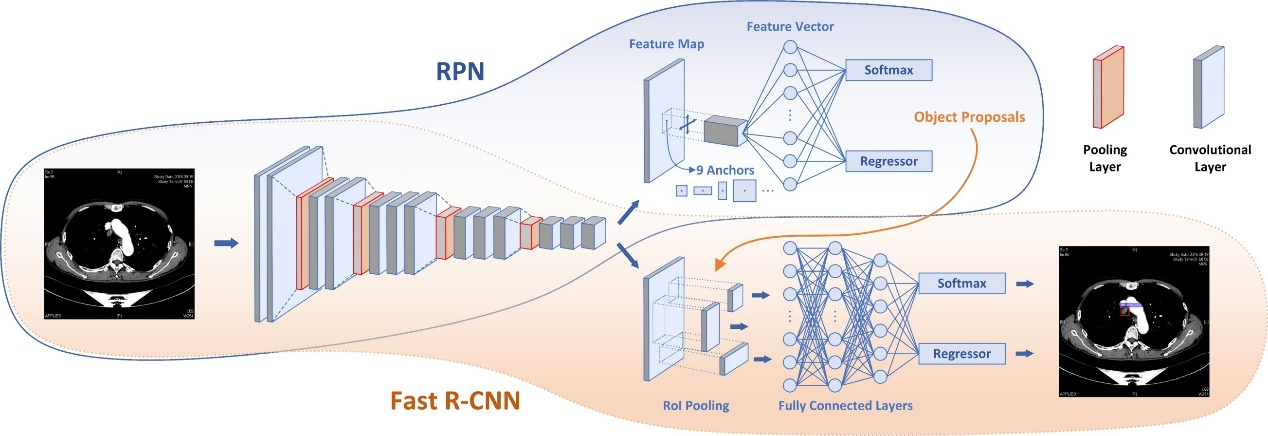 Feature Vector
Feature Map
RPN
Softmax
Object Proposals
Regressor
9 Anchors
Pooling
Layer
Convolutional
Layer
Softmax
Regressor
Fast R-CNN
RoI Pooling
Fully Connected Layers